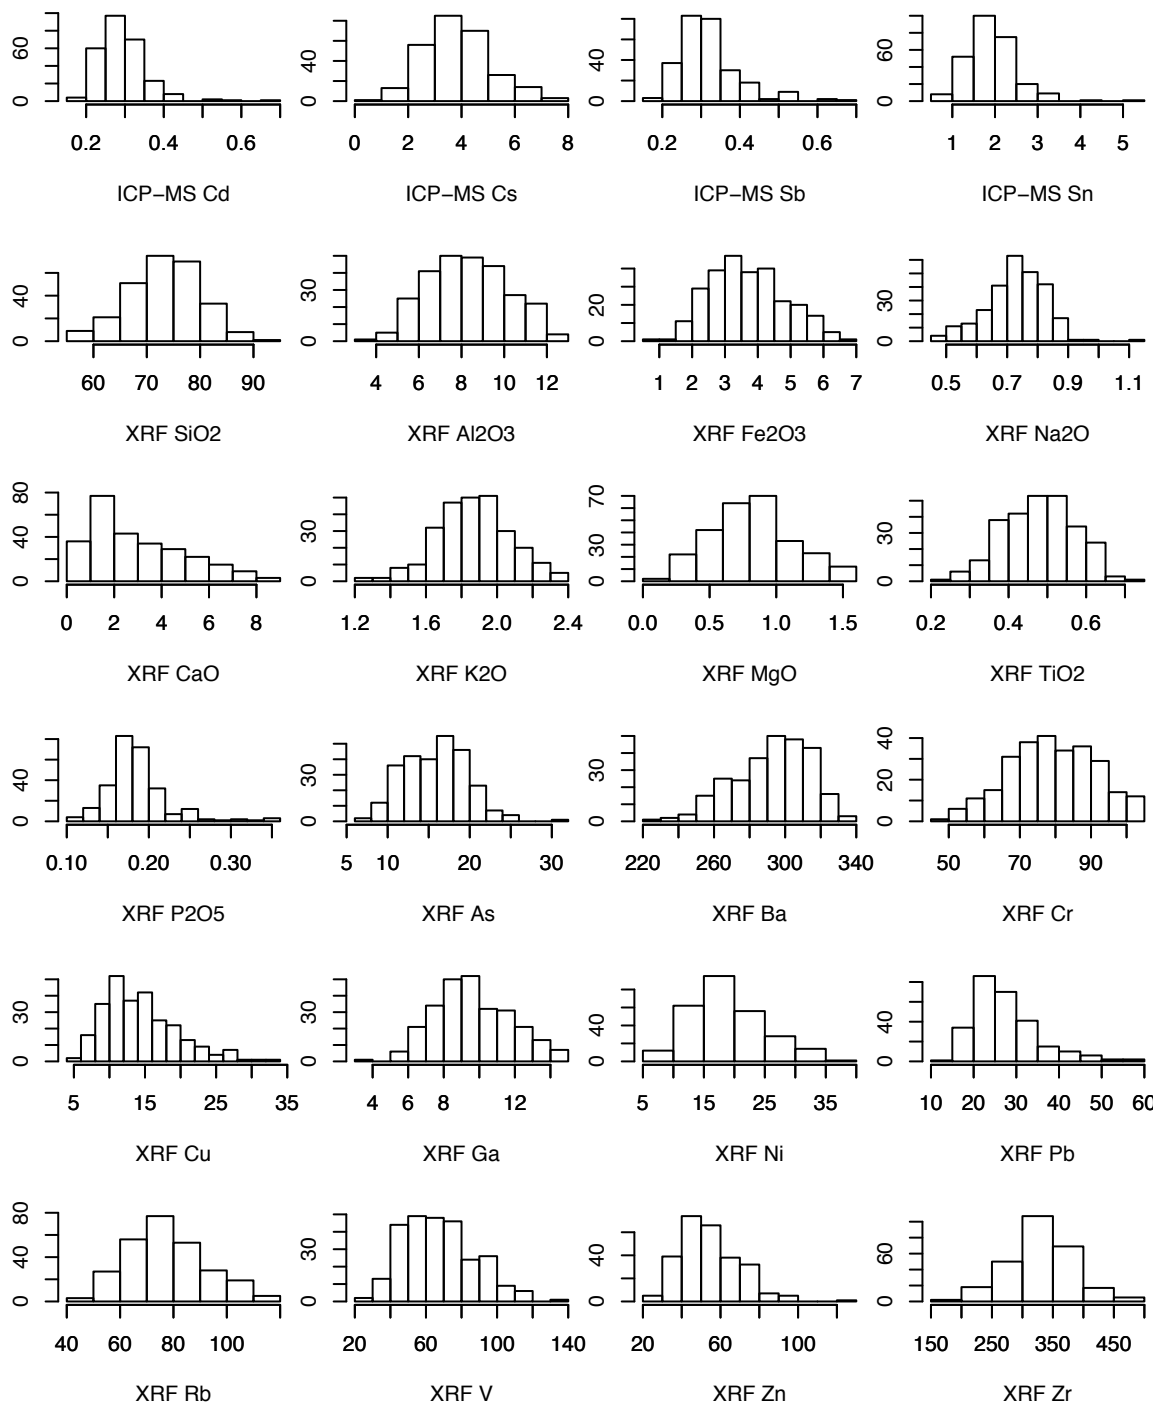 60
0
0.2 0.4 0.6
ICP−MS Cd
40
0
0 2 4 6 8
ICP−MS Cs
40
0
0.2 0.4 0.6
ICP−MS Sb
60
0
1 2 3 4 5
ICP−MS Sn
40
0
60 70 80 90
XRF SiO2
30
0
4 6 8 10 12
XRF Al2O3
20
0
1 2 3 4 5 6 7
XRF Fe2O3
30
0
0.5 0.7 0.9 1.1
XRF Na2O
80
40
0
0 2 4 6 8
XRF CaO
30
0
1.2 1.6 2.0 2.4
XRF K2O
70
30
0
0.0 0.5 1.0 1.5
XRF MgO
30
0
0.2 0.4 0.6
XRF TiO2
40
0
0.10 0.20 0.30
XRF P2O5
30
0
5 10 20 30
XRF As
30
0
220 260 300 340
XRF Ba
40
20
0
50 70 90
XRF Cr
30
0
5 15 25 35
XRF Cu
30
0
4 6 8 12
XRF Ga
40
0
5 15 25 35
XRF Ni
40
0
10 20 30 40 50 60
XRF Pb
80
40
0
40 60 80 100
XRF Rb
30
0
20 60 100 140
XRF V
40
0
20 60 100
XRF Zn
60
0
150 250 350 450
XRF Zr